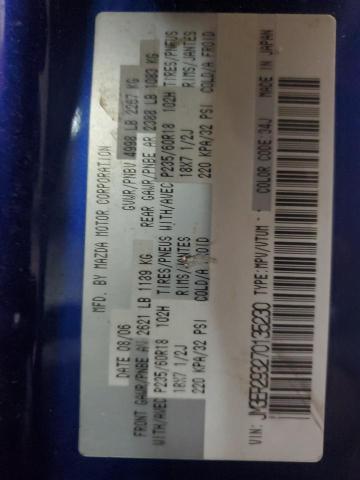 MFD. BY MAZDA MOTOR CORPORATION
DATE 08/06
GVWR/PNBV 4998 LB 2267 KG
FRONT GAWR/PNBE AV 2621 LB 1189 KG
REAR GAWR/PNBE AR 2388 LB 1083 KG
WITH/AVEC P235/60R18 102H TIRES/PNEUS
WITH/AVEC P235/60R18 102H TIRES/PNEUS
18X7 1/2J RIMS/JANTES
18X7 1/2J RIMS/JANTES
220 KPA/32 PSI COLD/A FROID
220 KPA/32 PSI COLD/A FROID
MADE IN JAPAN
VIN: TYPE:MPV/VTUM COLOR CODE:34J